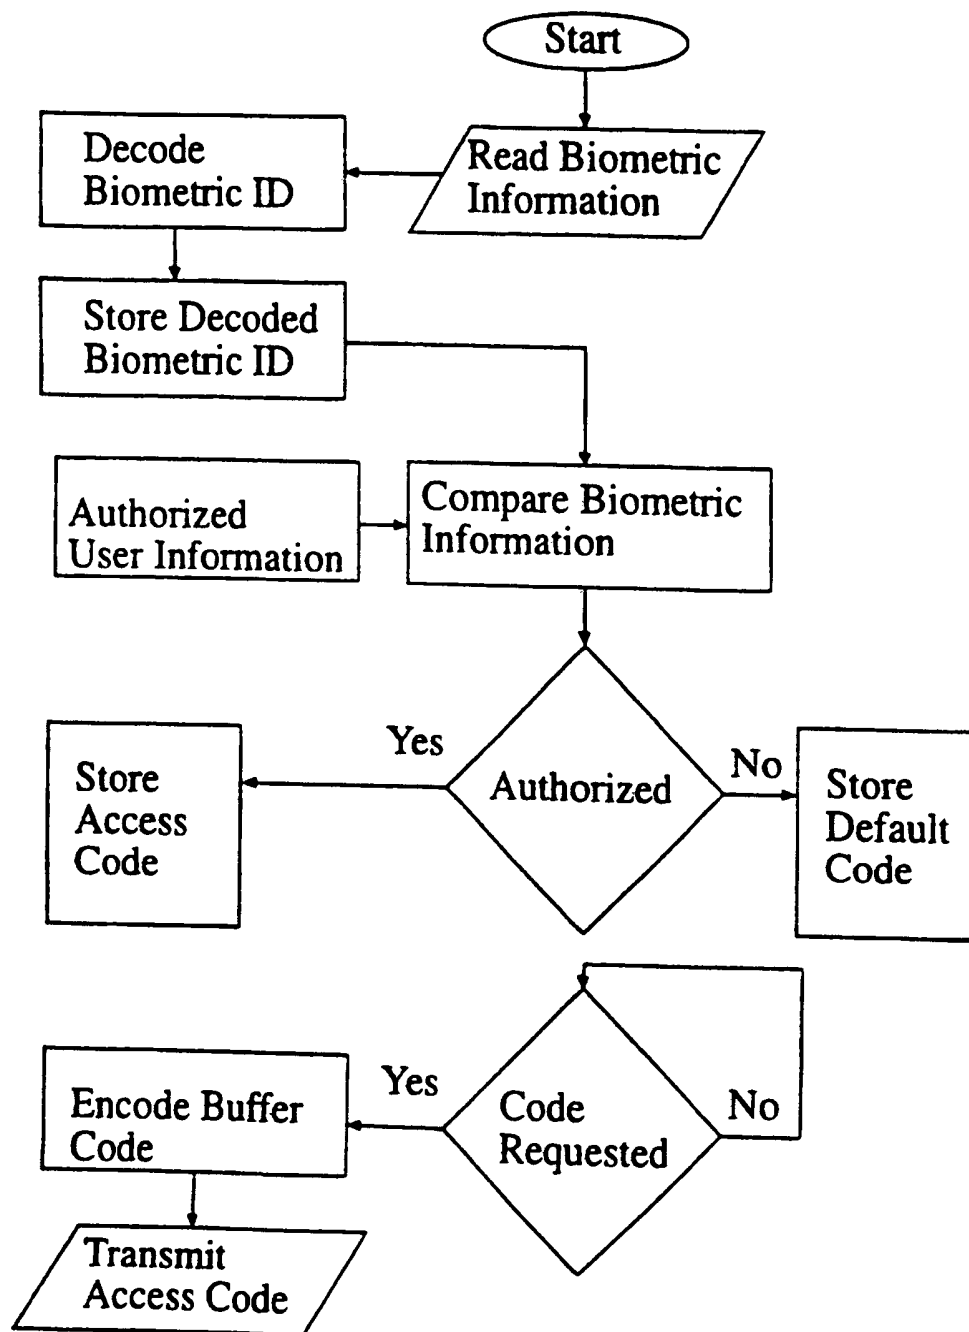 Start
Read Biometric
Information
Decode
Biometric ID
Store Decoded
Biometric ID
Authorized
User Information
Compare Biometric
Information
Authorized
Yes
No
Store
Access
Code
Store
Default
Code
Code
Requested
Yes
No
Encode Buffer
Code
Transmit
Access Code